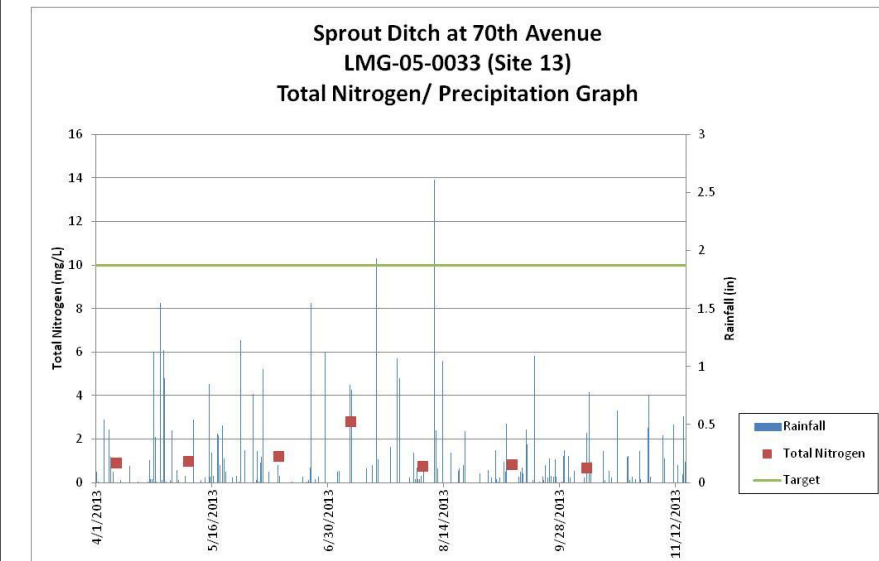 Sprout Ditch at 70th Avenue
LMG-05-0033 (Site 13)
Total Nitrogen/ Precipitation Graph
Total Nitrogen (mg/L)
16
14
12
10
8
6
4
2
0
3
2.5
2
1.5
1
0.5
0
Rainfall (in)
4/1/2013
5/16/2013
6/30/2013
8/14/2013
9/28/2013
11/12/2013
Rainfall
Total Nitrogen
Target